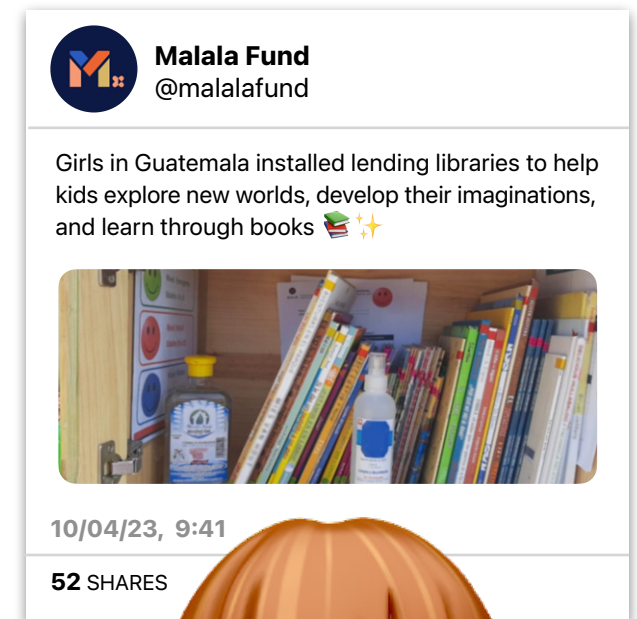 Malala Fund
@malalafund
Girls in Guatemala installed lending libraries to help
kids explore new worlds, develop their imaginations,
and learn through books 📚✨
10/04/23, 9:41
52 SHARES